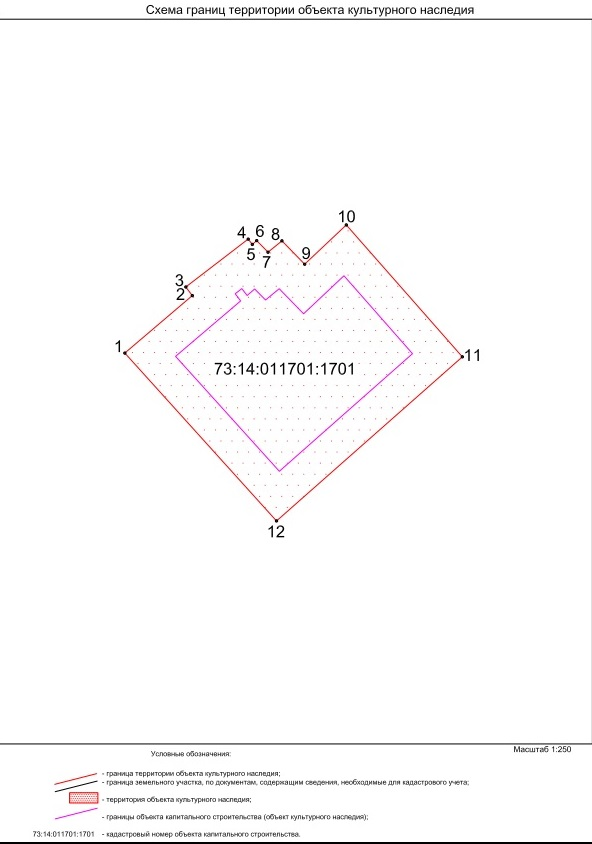 Схема границ территории объекта культурного наследия
10
4 6 8
5
7
9
3
2
1
11
73:14:011701:1701
12
Масштаб 1:250
Условные обозначения:
- граница территории объекта культурного наследия;
- граница земельного участка, по документам, содержащим сведения, необходимые для кадастрового учета;
- территория объекта культурного наследия;
- границы объекта капитального строительства (объект культурного наследия);
73:14:011701:1701 - кадастровый номер объекта капитального строительства.